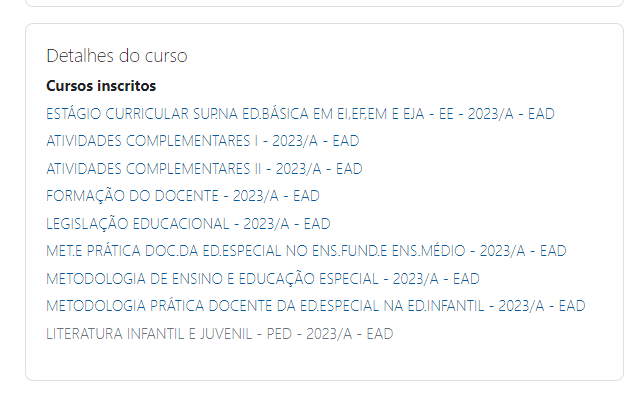 Detalhes do curso
Cursos inscritos
ESTÁGIO CURRICULAR SUP.NA ED.BÁSICA EM EI,EF,EM E EJA - EE - 2023/A - EAD
ATIVIDADES COMPLEMENTARES I - 2023/A - EAD
ATIVIDADES COMPLEMENTARES II - 2023/A - EAD
FORMAÇÃO DO DOCENTE - 2023/A - EAD
LEGISLAÇÃO EDUCACIONAL - 2023/A - EAD
MET.E PRÁTICA DOC.DA ED.ESPECIAL NO ENS.FUND.E ENS.MÉDIO - 2023/A - EAD
METODOLOGIA DE ENSINO E EDUCAÇÃO ESPECIAL - 2023/A - EAD
METODOLOGIA PRÁTICA DOCENTE DA ED.ESPECIAL NA ED.INFANTIL - 2023/A - EAD
LITERATURA INFANTIL E JUVENIL - PED - 2023/A - EAD